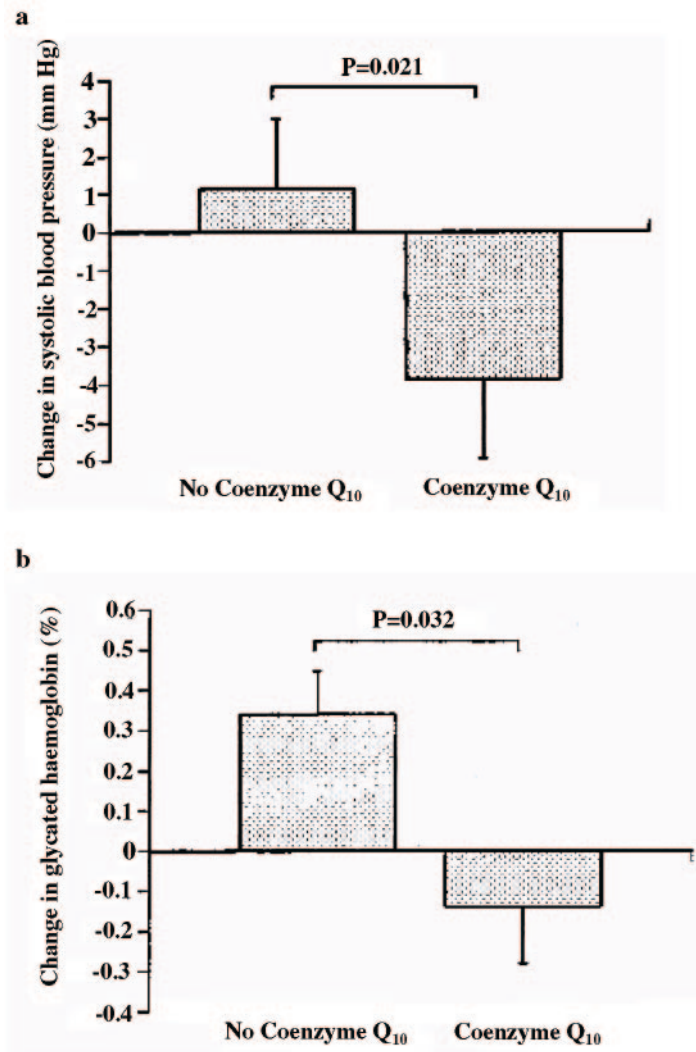 a
Change in systolic blood pressure (mm Hg)
P=0.021
4
3
2
1
0
-1
-2
-3
-4
-5
-6
No Coenzyme Q₁₀ Coenzyme Q₁₀
b
Change in glycated haemoglobin (%)
P=0.032
0.6
0.5
0.4
0.3
0.2
0.1
0
-0.1
-0.2
-0.3
-0.4
No Coenzyme Q₁₀ Coenzyme Q₁₀